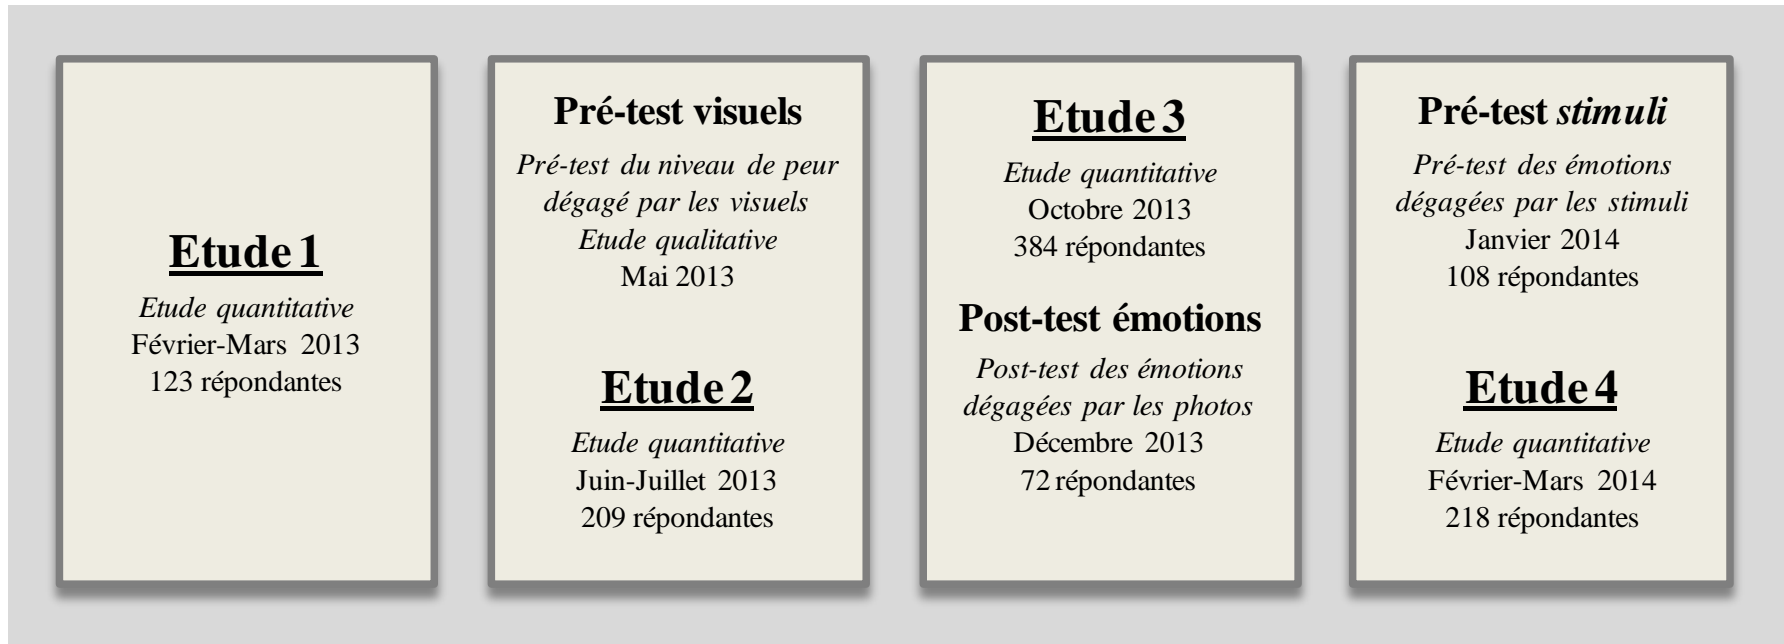 Etude 1
Etude quantitative
Février-Mars 2013
123 répondantes
Pré-test visuels
Pré-test du niveau de peur
dégagé par les visuels
Etude qualitative
Mai 2013
Etude 2
Etude quantitative
Juin-Juillet 2013
209 répondantes
Etude 3
Etude quantitative
Octobre 2013
384 répondantes
Post-test émotions
Post-test des émotions
dégagées par les photos
Décembre 2013
72 répondantes
Pré-test stimuli
Pré-test des émotions
dégagées par les stimuli
Janvier 2014
108 répondantes
Etude 4
Etude quantitative
Février-Mars 2014
218 répondantes